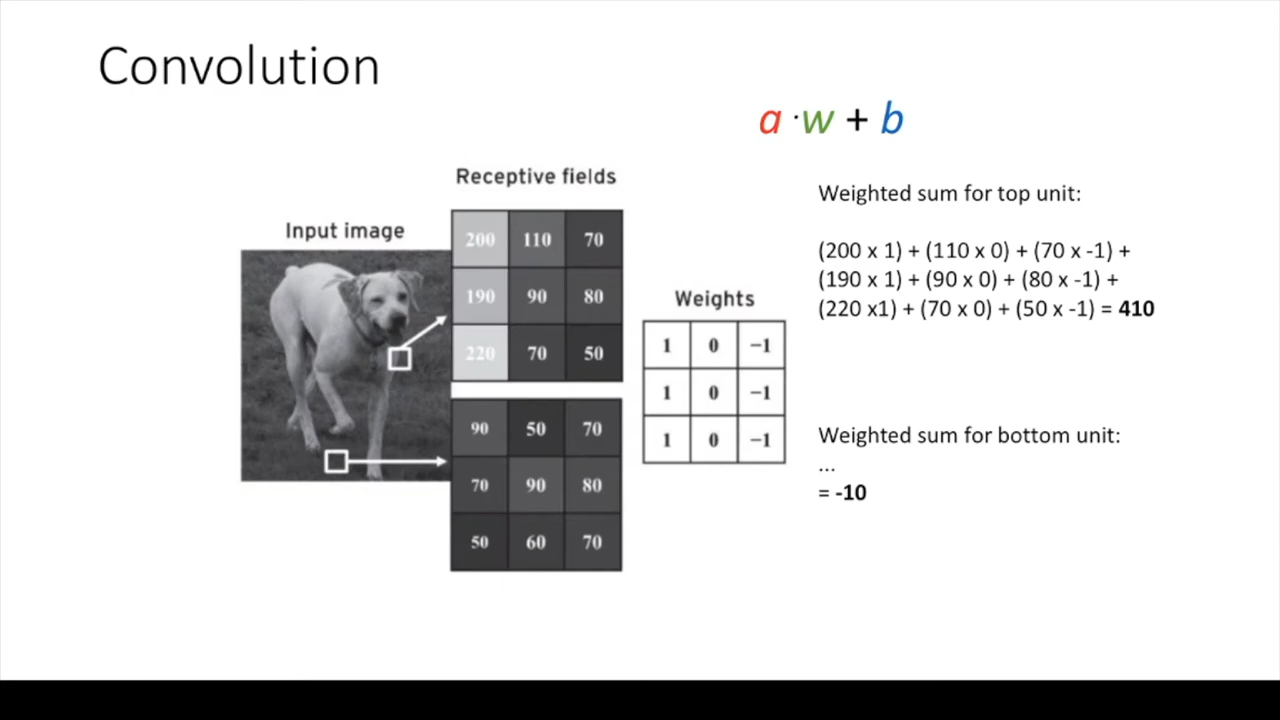 Convolution
a · w + b
Receptive fields
Input image
200 110 70
190 90 80
220 70 50
90 50 70
70 90 80
50 60 70
Weights
1 0 −1
1 0 −1
1 0 −1
Weighted sum for top unit:
(200 x 1) + (110 x 0) + (70 x -1) +
(190 x 1) + (90 x 0) + (80 x -1) +
(220 x1) + (70 x 0) + (50 x -1) = 410
Weighted sum for bottom unit:
...
= -10